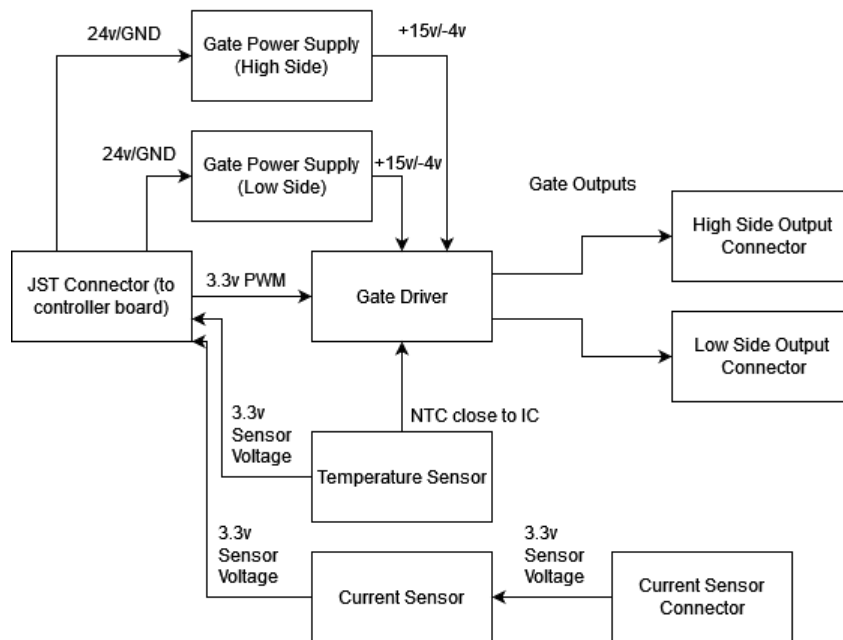 24v/GND
Gate Power Supply
(High Side)
+15v/-4v
24v/GND
Gate Power Supply
(Low Side)
+15v/-4v
Gate Outputs
High Side Output
Connector
JST Connector (to
controller board)
3.3v PWM
Gate Driver
Low Side Output
Connector
3.3v
Sensor
Voltage
NTC close to IC
Temperature Sensor
3.3v
Sensor
Voltage
Current Sensor
3.3v
Sensor
Voltage
Current Sensor
Connector